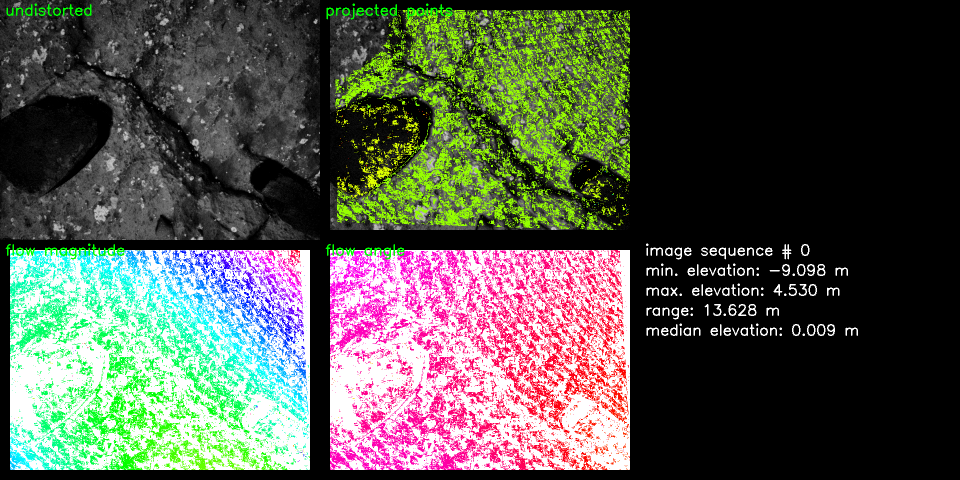 undistorted
projected points
flow magnitude
flow angle
image sequence # 0
min. elevation: -9.098 m
max. elevation: 4.530 m
range: 13.628 m
median elevation: 0.009 m